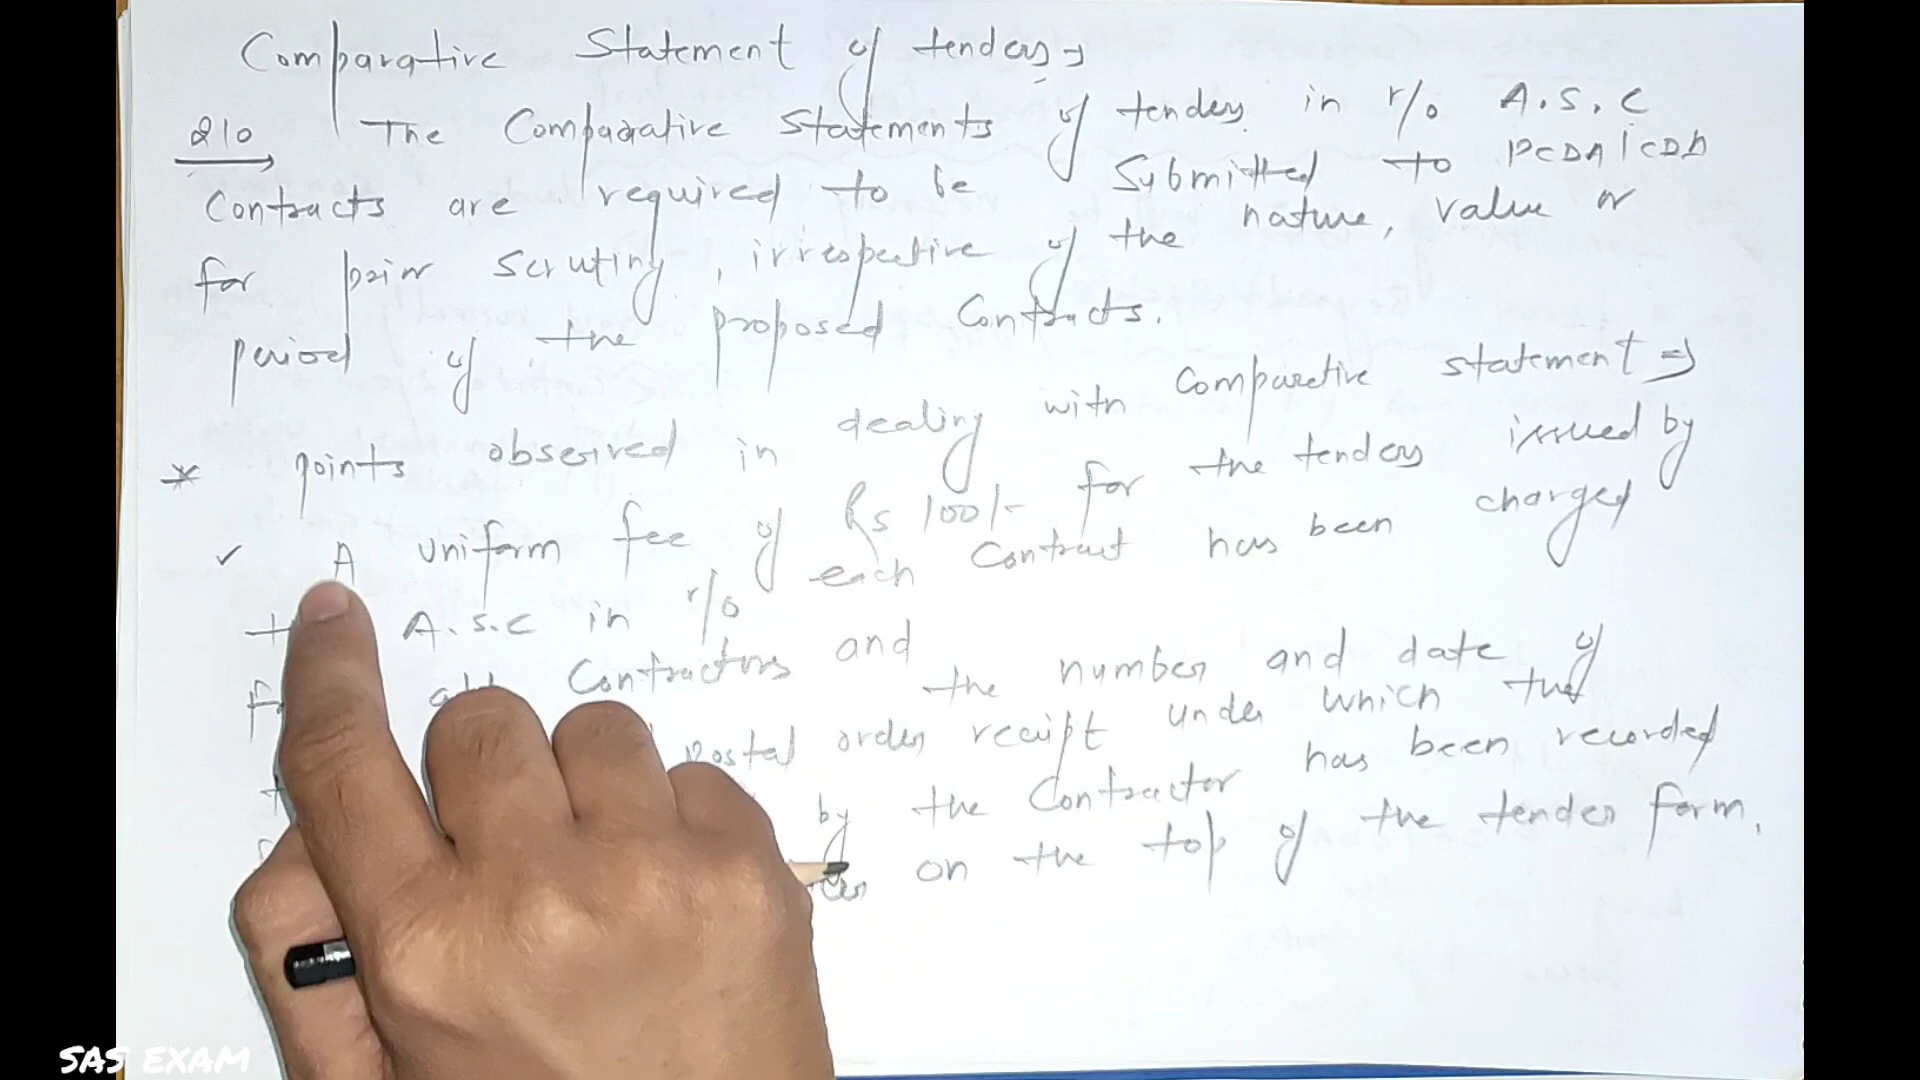 Comparative Statement of tenders →
210 The Comparative Statements of tenders in r/o A.S.C
Contracts are required to be Submitted to PCDA/CDA
for prior scrutiny, irrespective of the nature, value or
period of the proposed Contracts.
* points observed in dealing with Comparative statement ⇒
✓ A uniform fee of Rs 100/- for the tenders issued by
A.S.C in r/o each Contract has been charged
Contractors and the number and date of
postal order receipt under which the
by the Contractor has been recorded
on the top of the tender form.
SAS EXAM